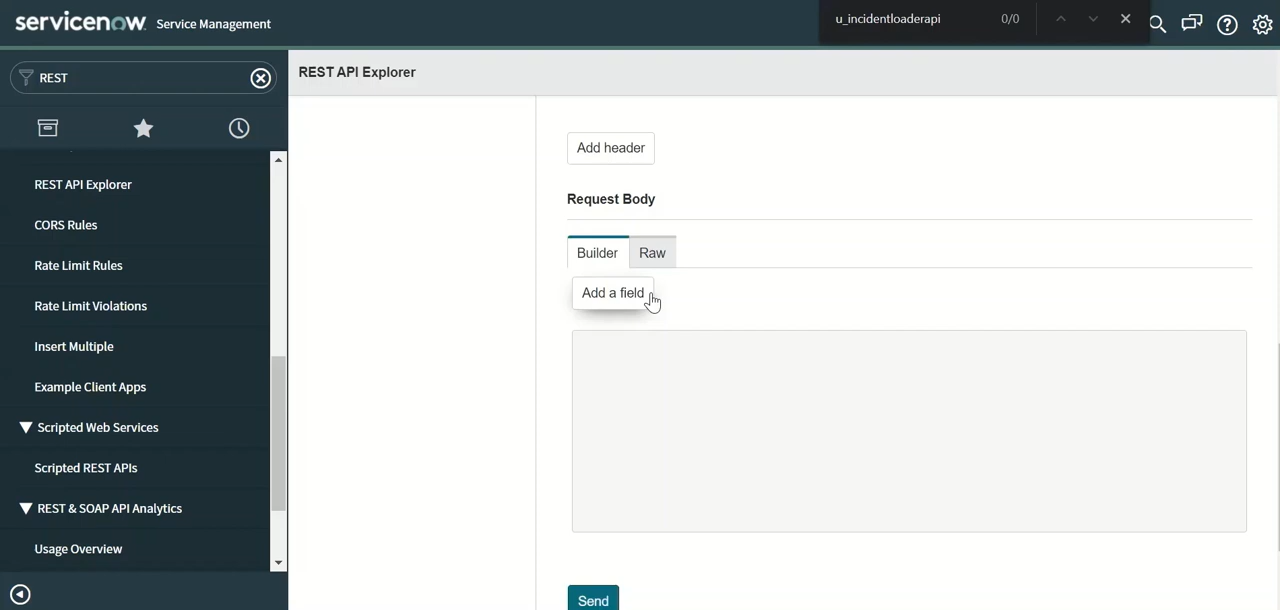 servicenow. Service Management
u_incidentloaderapi 0/0
REST
REST API Explorer
REST API Explorer
CORS Rules
Rate Limit Rules
Rate Limit Violations
Insert Multiple
Example Client Apps
Scripted Web Services
Scripted REST APIs
REST & SOAP API Analytics
Usage Overview
Add header
Request Body
Builder Raw
Add a field
Send